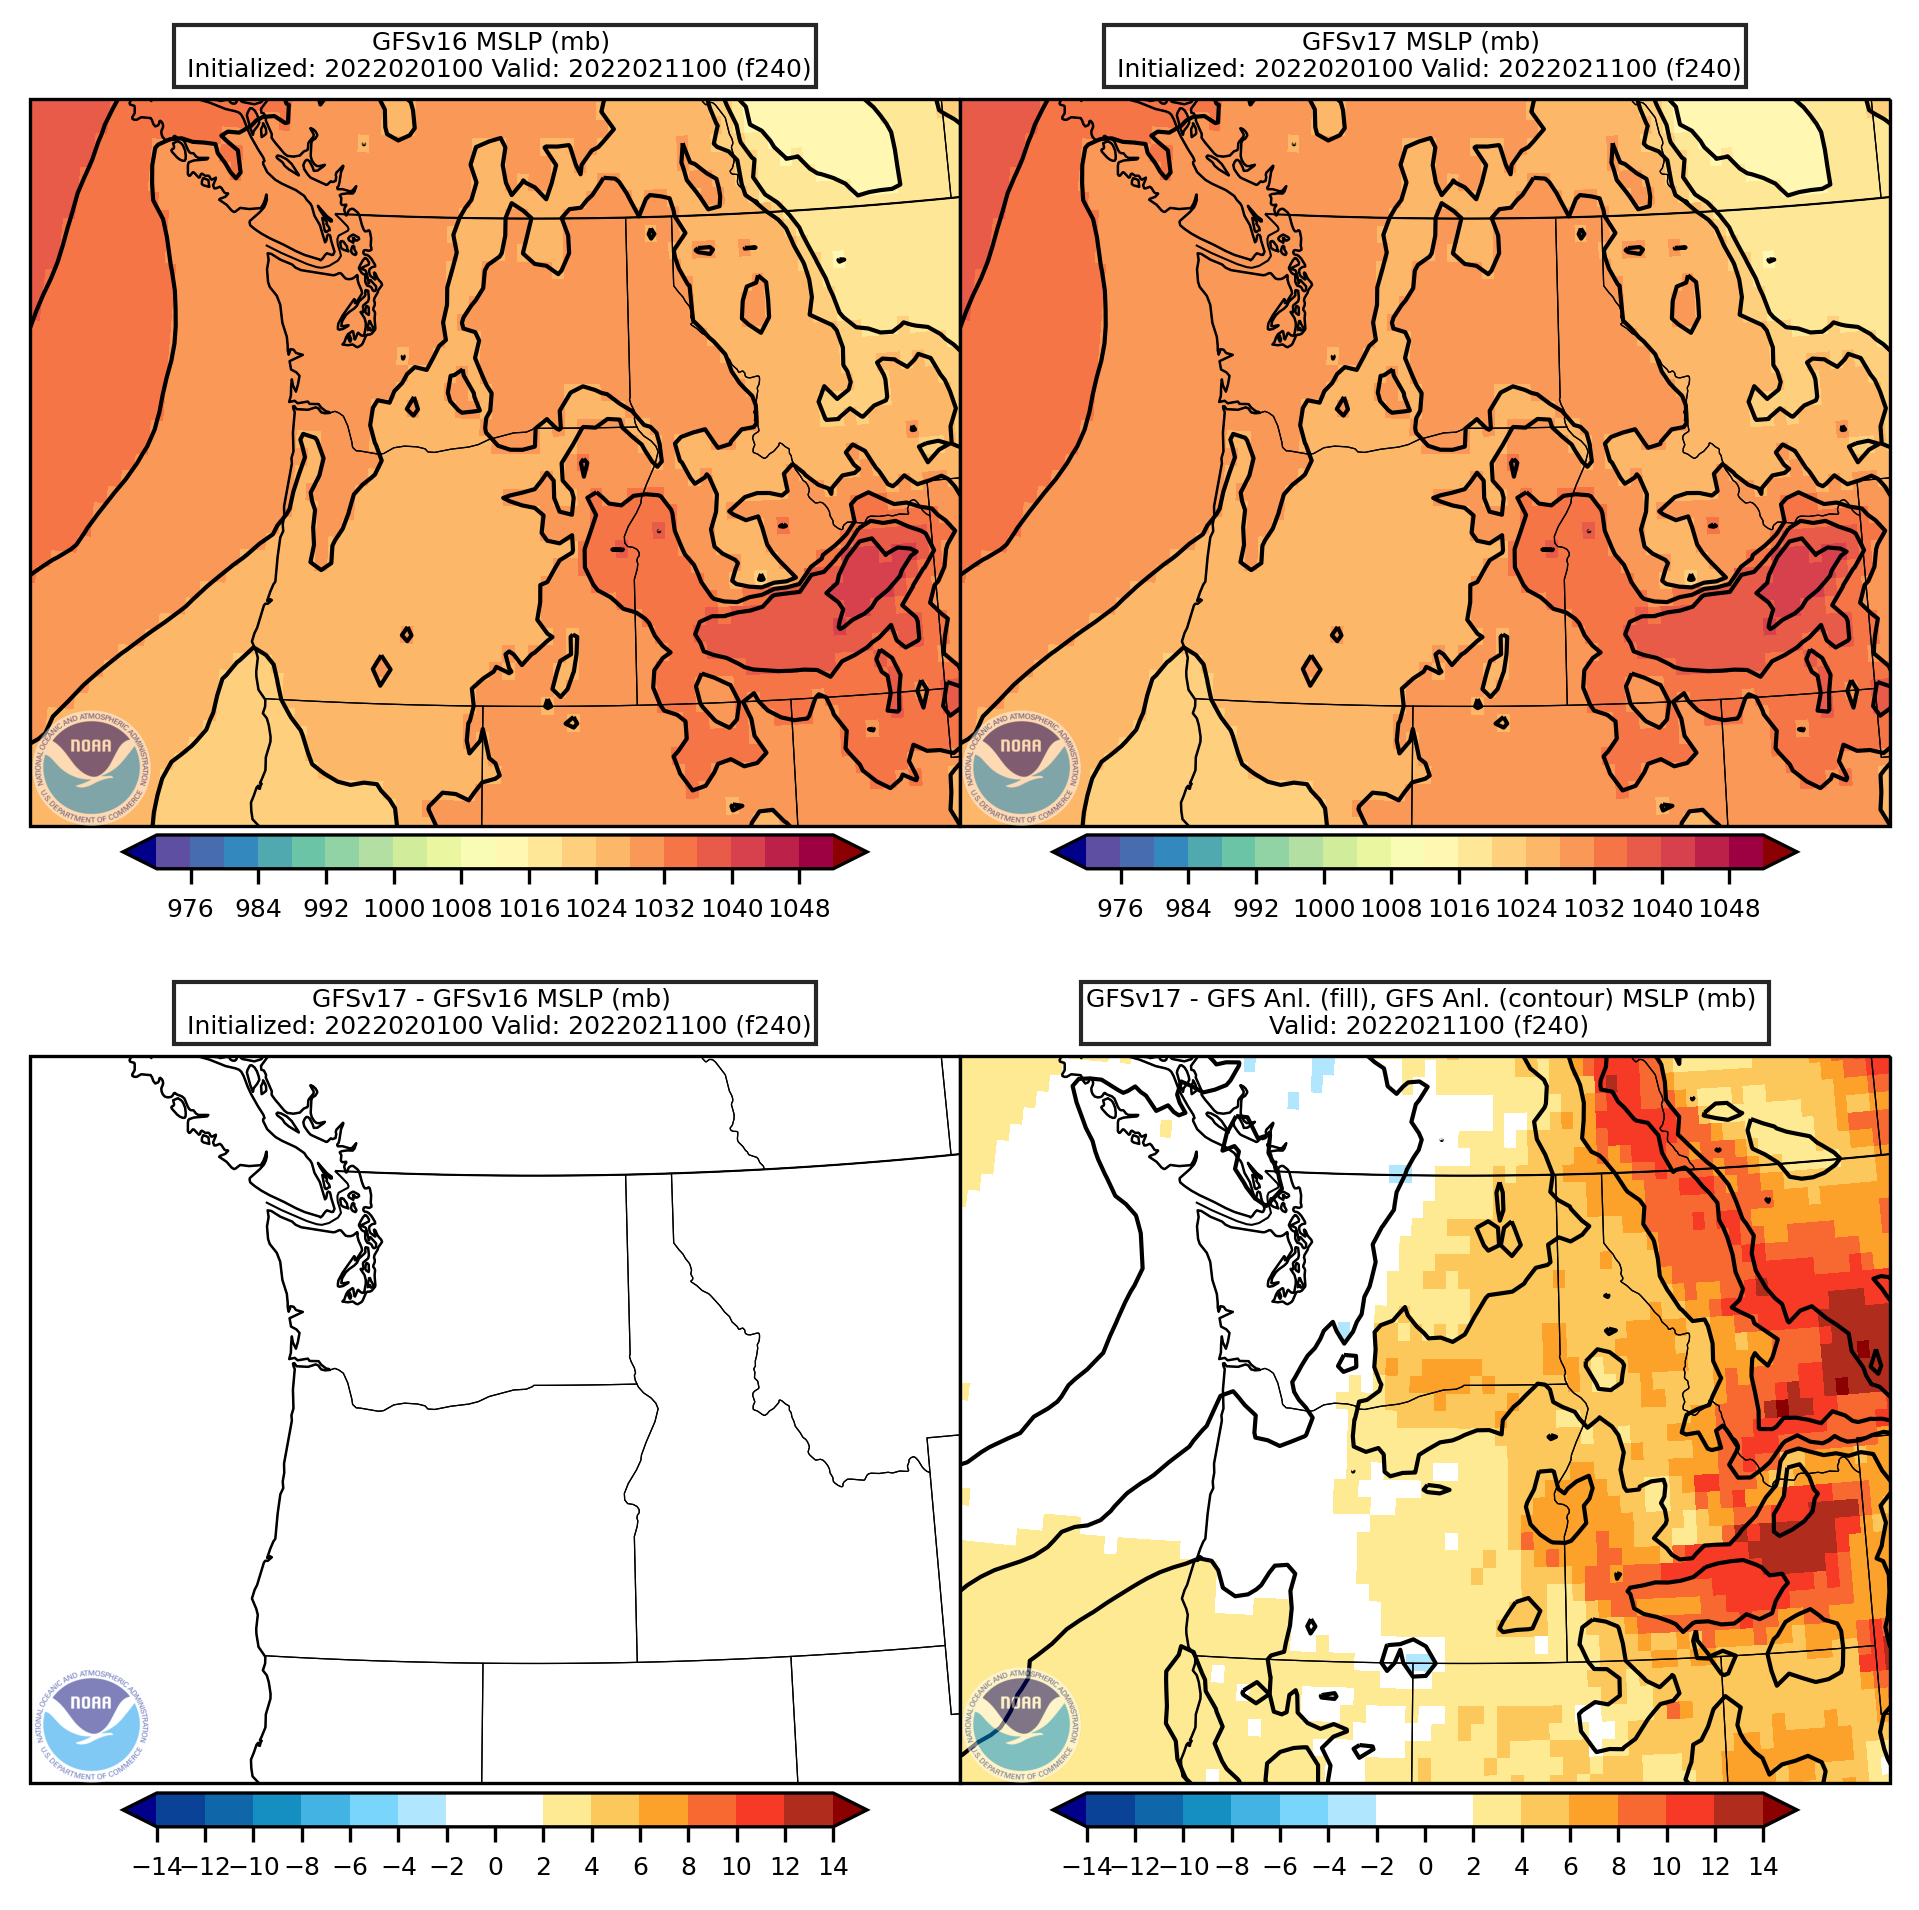 GFSv16 MSLP (mb)
Initialized: 2022020100 Valid: 2022021100 (f240)
GFSv17 MSLP (mb)
Initialized: 2022020100 Valid: 2022021100 (f240)
NATIONAL OCEANIC AND ATMOSPHERIC ADMINISTRATION
NOAA
U.S. DEPARTMENT OF COMMERCE
NATIONAL OCEANIC AND ATMOSPHERIC ADMINISTRATION
NOAA
U.S. DEPARTMENT OF COMMERCE
976 984 992 1000 1008 1016 1024 1032 1040 1048
976 984 992 1000 1008 1016 1024 1032 1040 1048
GFSv17 - GFSv16 MSLP (mb)
Initialized: 2022020100 Valid: 2022021100 (f240)
GFSv17 - GFS Anl. (fill), GFS Anl. (contour) MSLP (mb)
Valid: 2022021100 (f240)
NATIONAL OCEANIC AND ATMOSPHERIC ADMINISTRATION
NOAA
U.S. DEPARTMENT OF COMMERCE
NATIONAL OCEANIC AND ATMOSPHERIC ADMINISTRATION
NOAA
U.S. DEPARTMENT OF COMMERCE
−14 −12 −10 −8 −6 −4 −2 0 2 4 6 8 10 12 14
−14 −12 −10 −8 −6 −4 −2 0 2 4 6 8 10 12 14